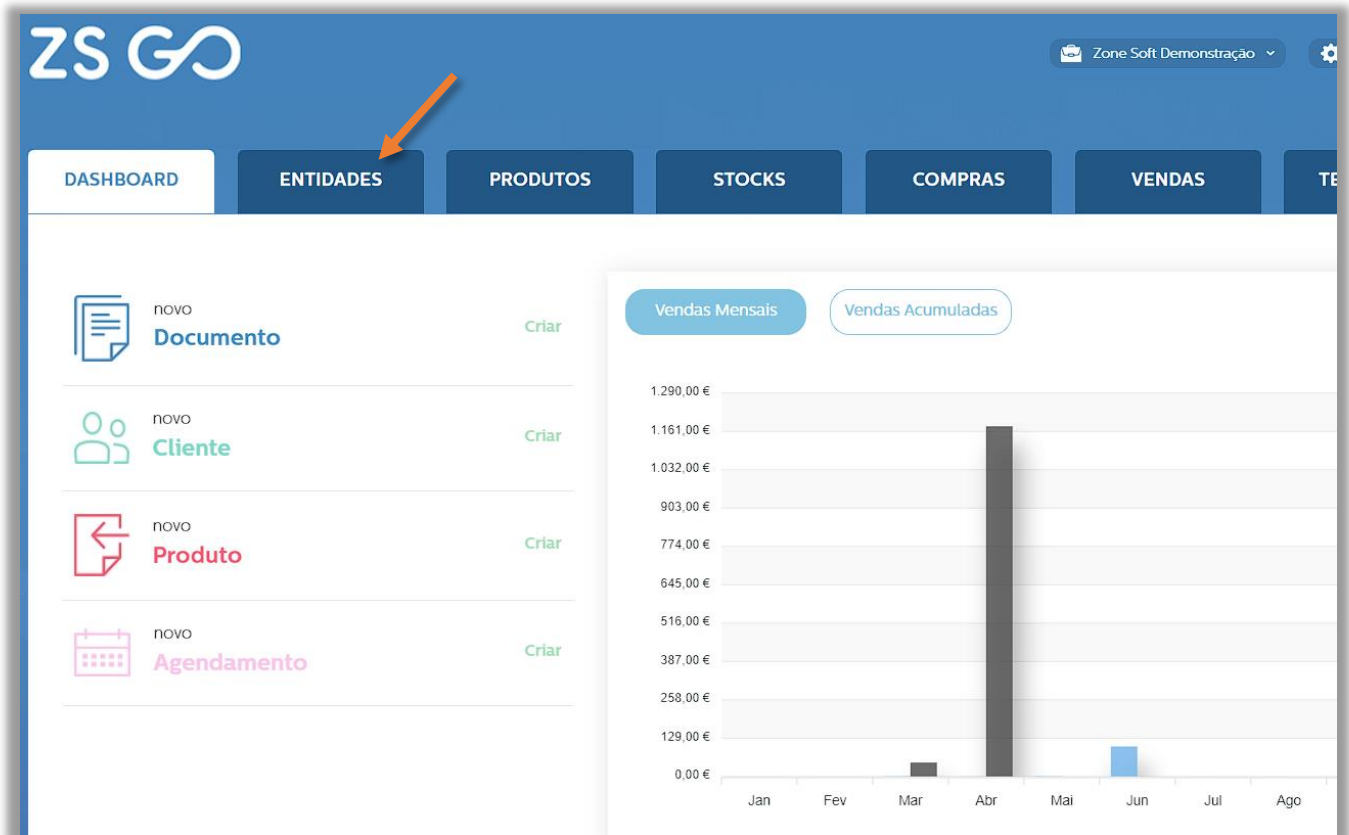 ZS GO
Zone Soft Demonstração
DASHBOARD
ENTIDADES
PRODUTOS
STOCKS
COMPRAS
VENDAS
TE
novo
Documento
Criar
novo
Cliente
Criar
novo
Produto
Criar
novo
Agendamento
Criar
Vendas Mensais
Vendas Acumuladas
1.290,00 €
1.161,00 €
1.032,00 €
903,00 €
774,00 €
645,00 €
516,00 €
387,00 €
258,00 €
129,00 €
0,00 €
Jan
Fev
Mar
Abr
Mai
Jun
Jul
Ago